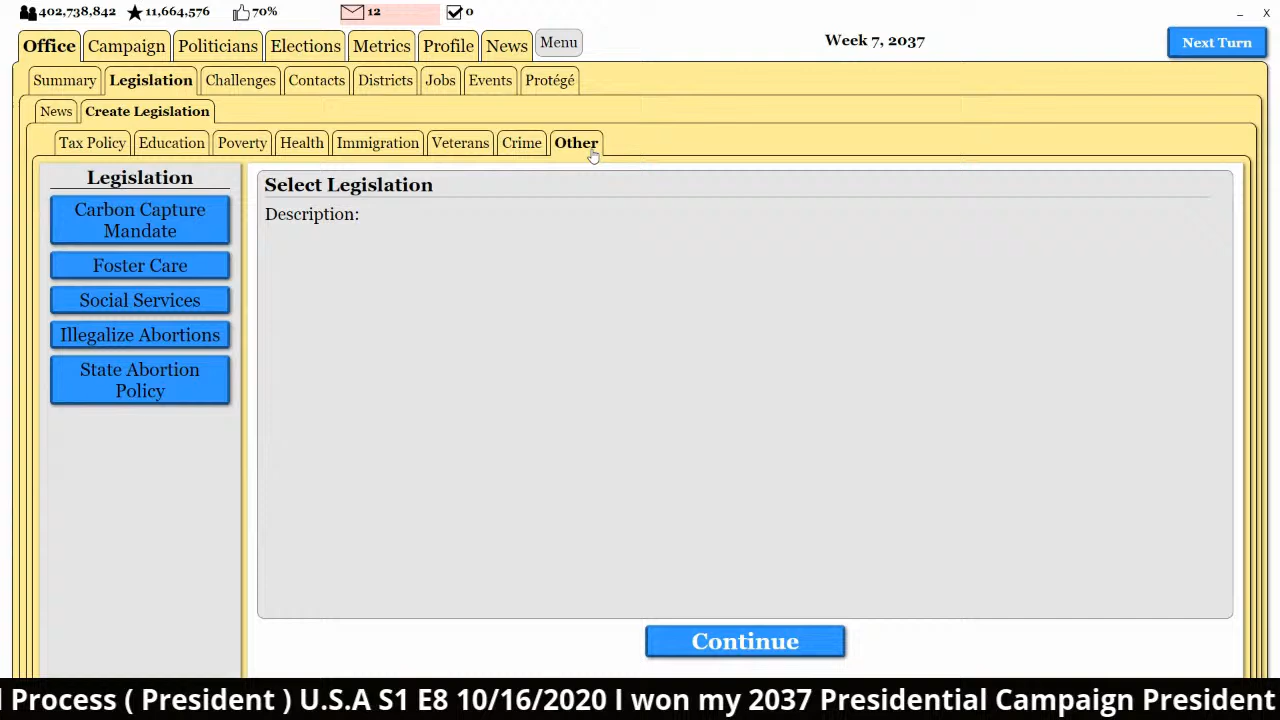 402,738,842 11,664,576 70% 12 0
_ X
Office Campaign Politicians Elections Metrics Profile News Menu
Week 7, 2037
Next Turn
Summary Legislation Challenges Contacts Districts Jobs Events Protégé
News Create Legislation
Tax Policy Education Poverty Health Immigration Veterans Crime Other
Legislation
Carbon Capture
Mandate
Foster Care
Social Services
Illegalize Abortions
State Abortion
Policy
Select Legislation
Description:
Continue
Process ( President ) U.S.A S1 E8 10/16/2020 I won my 2037 Presidential Campaign President